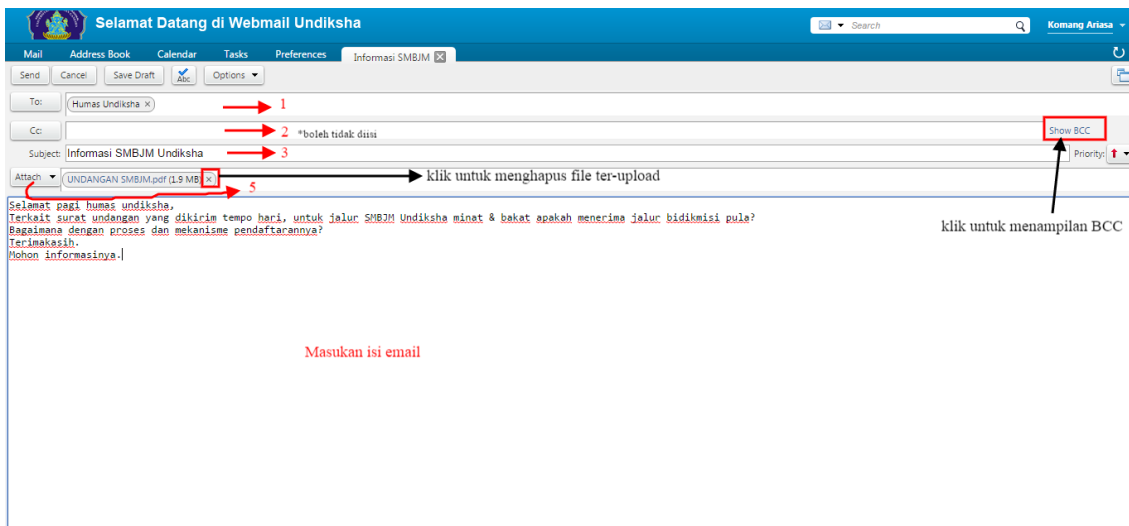 Selamat Datang di Webmail Undiksha
Search
Komang Ariasa
Mail Address Book Calendar Tasks Preferences Informasi SMBJM
Send Cancel Save Draft Abc Options
To: Humas Undiksha × 1
Cc: 2 *boleh tidak diisi Show BCC
Subject: Informasi SMBJM Undiksha 3 Priority:
Attach UNDANGAN SMBJM.pdf (1.9 MB) × klik untuk menghapus file ter-upload
5
Selamat pagi humas undiksha,
Terkait surat undangan yang dikirim tempo hari, untuk jalur SMBJM Undiksha minat & bakat apakah menerima jalur bidikmisi pula?
Bagaimana dengan proses dan mekanisme pendaftarannya?
klik untuk menampilan BCC
Terimakasih.
Mohon informasinya.
Masukan isi email